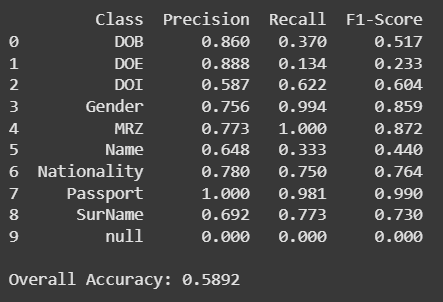 Class Precision Recall F1-Score
0 DOB 0.860 0.370 0.517
1 DOE 0.888 0.134 0.233
2 DOI 0.587 0.622 0.604
3 Gender 0.756 0.994 0.859
4 MRZ 0.773 1.000 0.872
5 Name 0.648 0.333 0.440
6 Nationality 0.780 0.750 0.764
7 Passport 1.000 0.981 0.990
8 SurName 0.692 0.773 0.730
9 null 0.000 0.000 0.000
Overall Accuracy: 0.5892